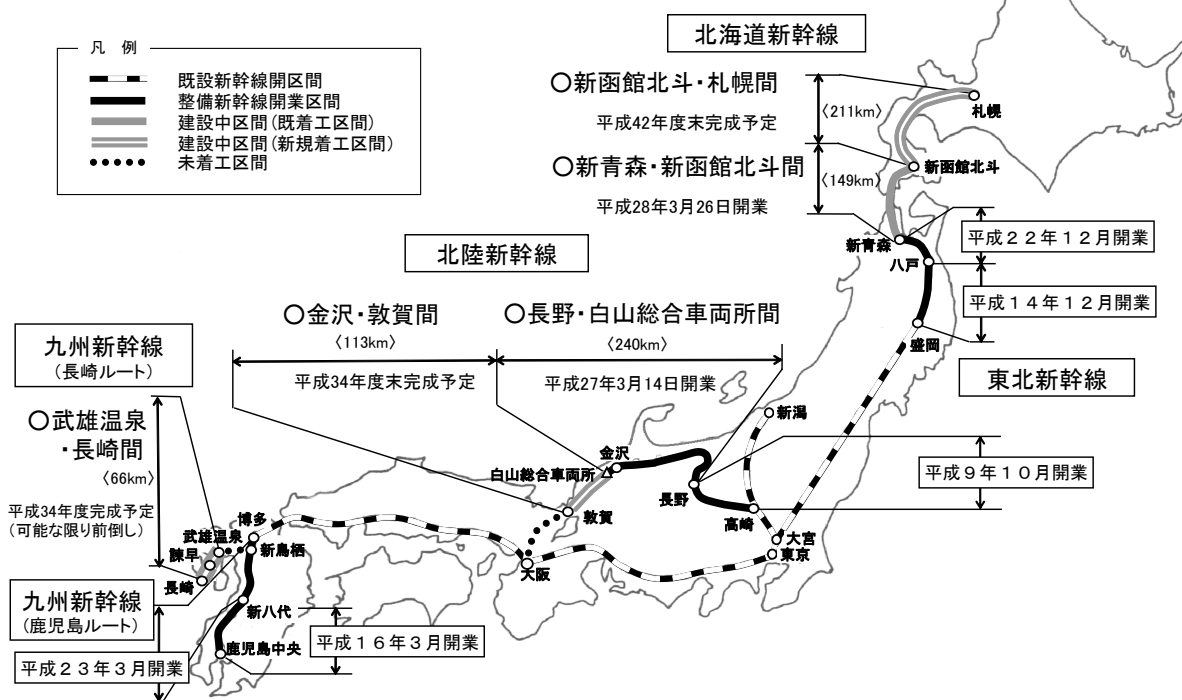 凡 例
既設新幹線開区間
整備新幹線開業区間
建設中区間(既着工区間)
建設中区間(新規着工区間)
未着工区間
北海道新幹線
○新函館北斗・札幌間
平成42年度末完成予定
〈211km〉
札幌
○新青森・新函館北斗間
平成28年3月26日開業
〈149km〉
新函館北斗
新青森
八戸
平成22年12月開業
平成14年12月開業
盛岡
東北新幹線
北陸新幹線
○金沢・敦賀間
〈113km〉
平成34年度末完成予定
○長野・白山総合車両所間
〈240km〉
平成27年3月14日開業
新潟
金沢
白山総合車両所
長野
高崎
平成9年10月開業
敦賀
大宮
東京
大阪
九州新幹線
(長崎ルート)
○武雄温泉
・長崎間
〈66km〉
平成34年度完成予定
(可能な限り前倒し)
博多
武雄温泉
新鳥栖
諫早
長崎
九州新幹線
(鹿児島ルート)
新八代
鹿児島中央
平成16年3月開業
平成23年3月開業